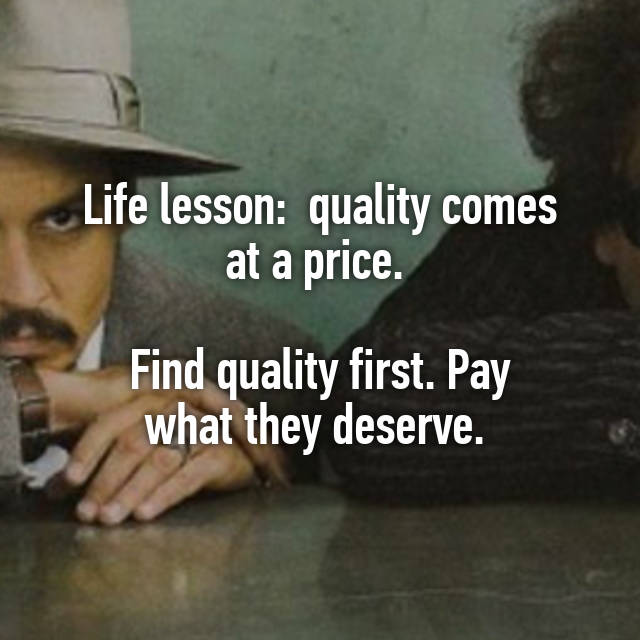 Life lesson:  quality comes
at a price.
Find quality first. Pay
what they deserve.